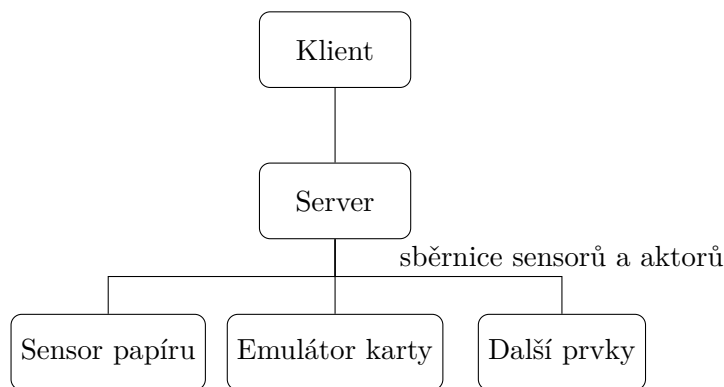 Klient
Server
sběrnice sensorů a aktorů
Sensor papíru
Emulátor karty
Další prvky